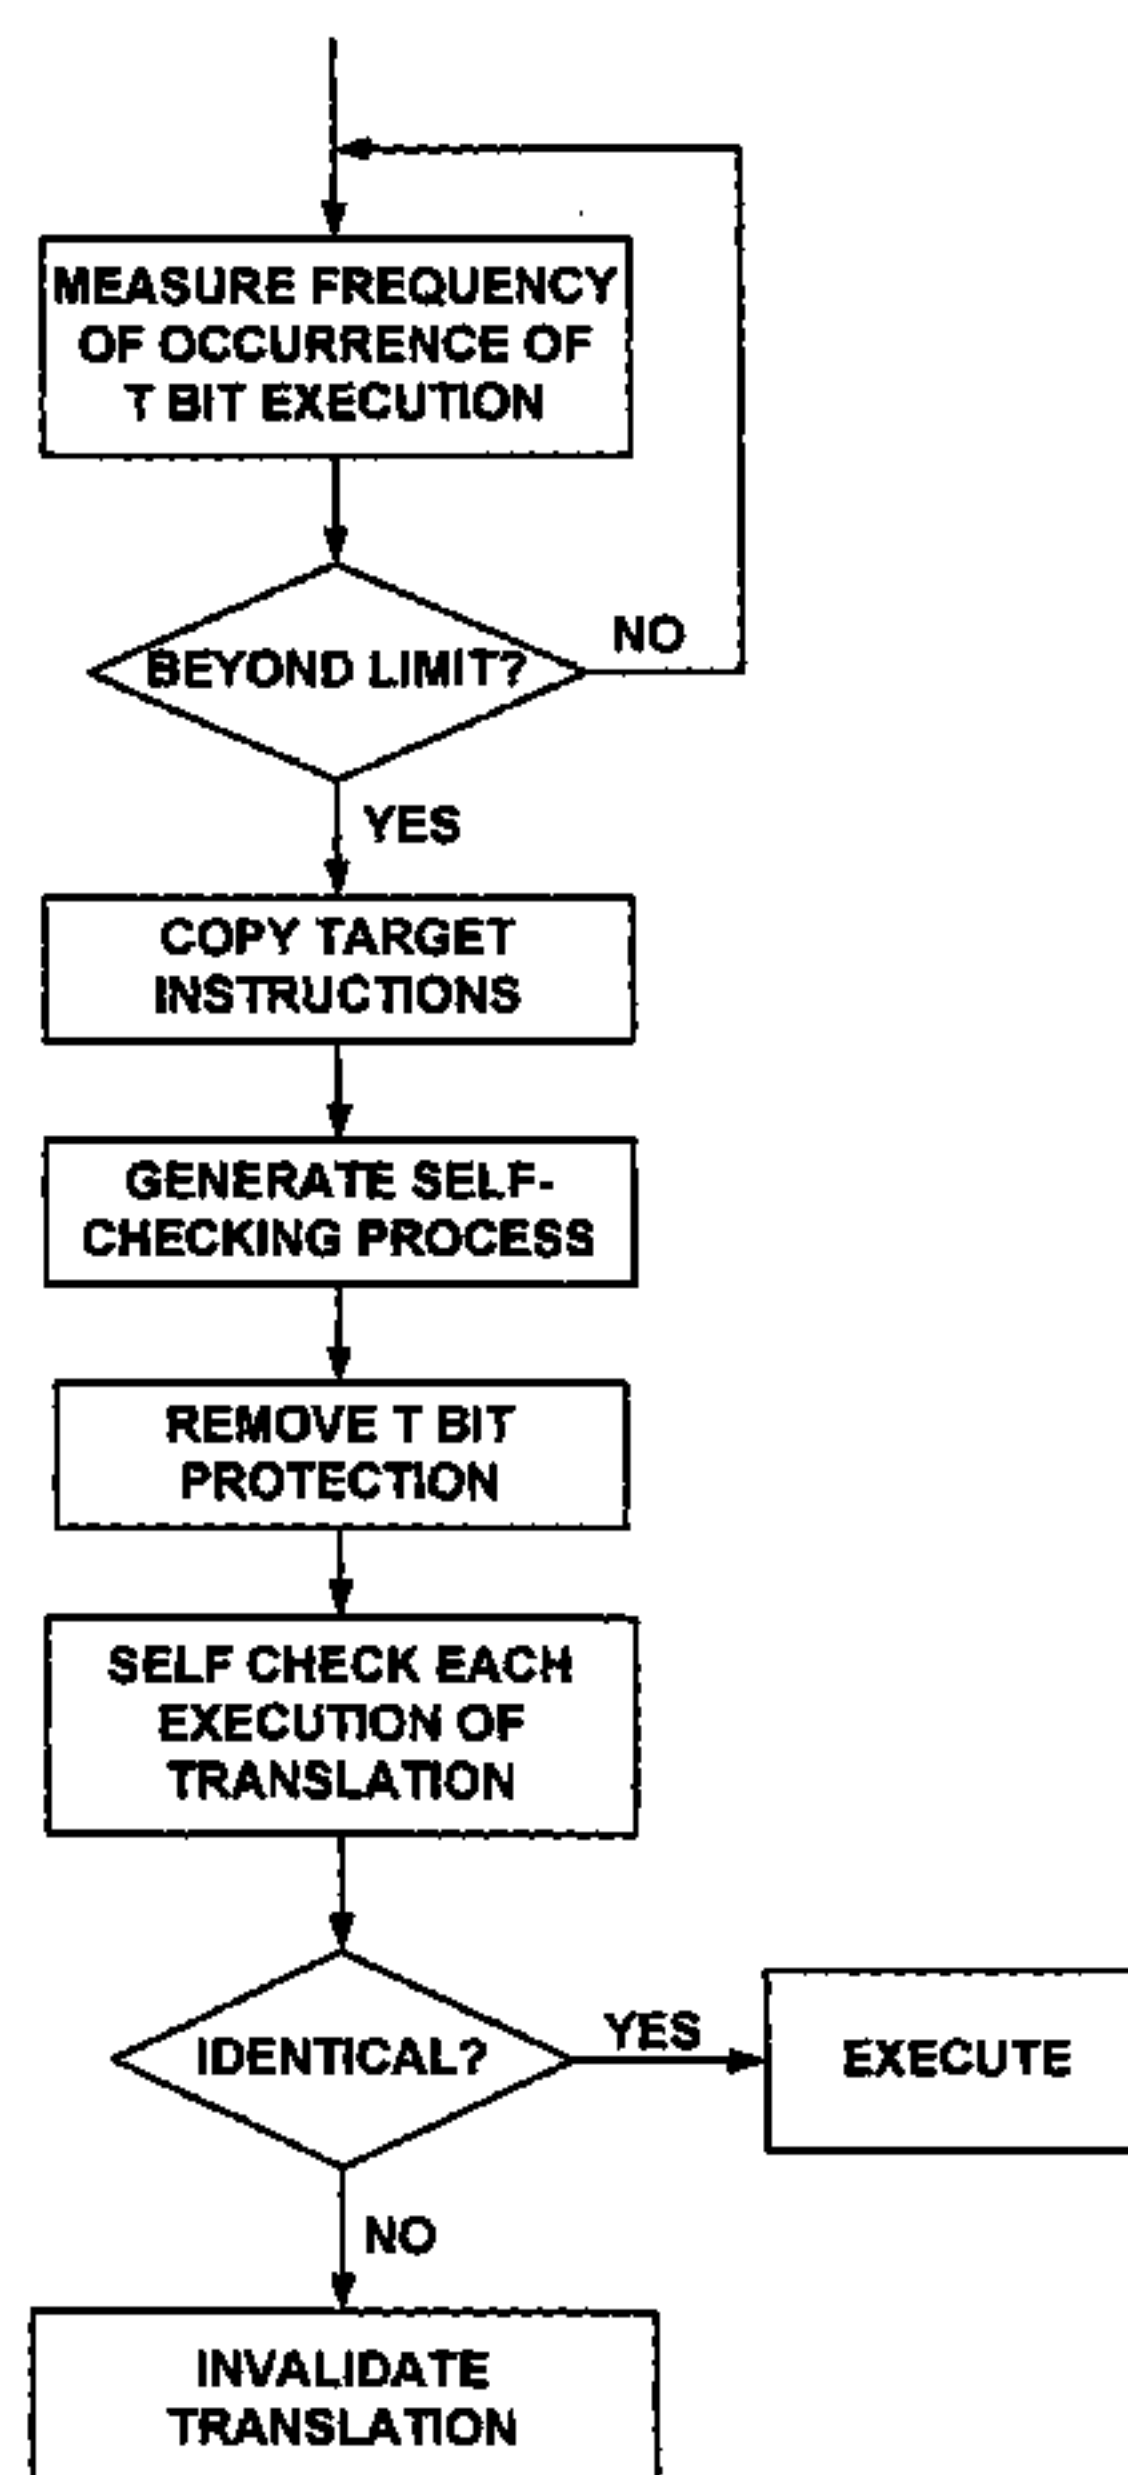 MEASURE FREQUENCY
OF OCCURRENCE OF
T BIT EXECUTION
BEYOND LIMIT?
NO
YES
COPY TARGET
INSTRUCTIONS
GENERATE SELF-
CHECKING PROCESS
REMOVE T BIT
PROTECTION
SELF CHECK EACH
EXECUTION OF
TRANSLATION
IDENTICAL?
YES
EXECUTE
NO
INVALIDATE
TRANSLATION